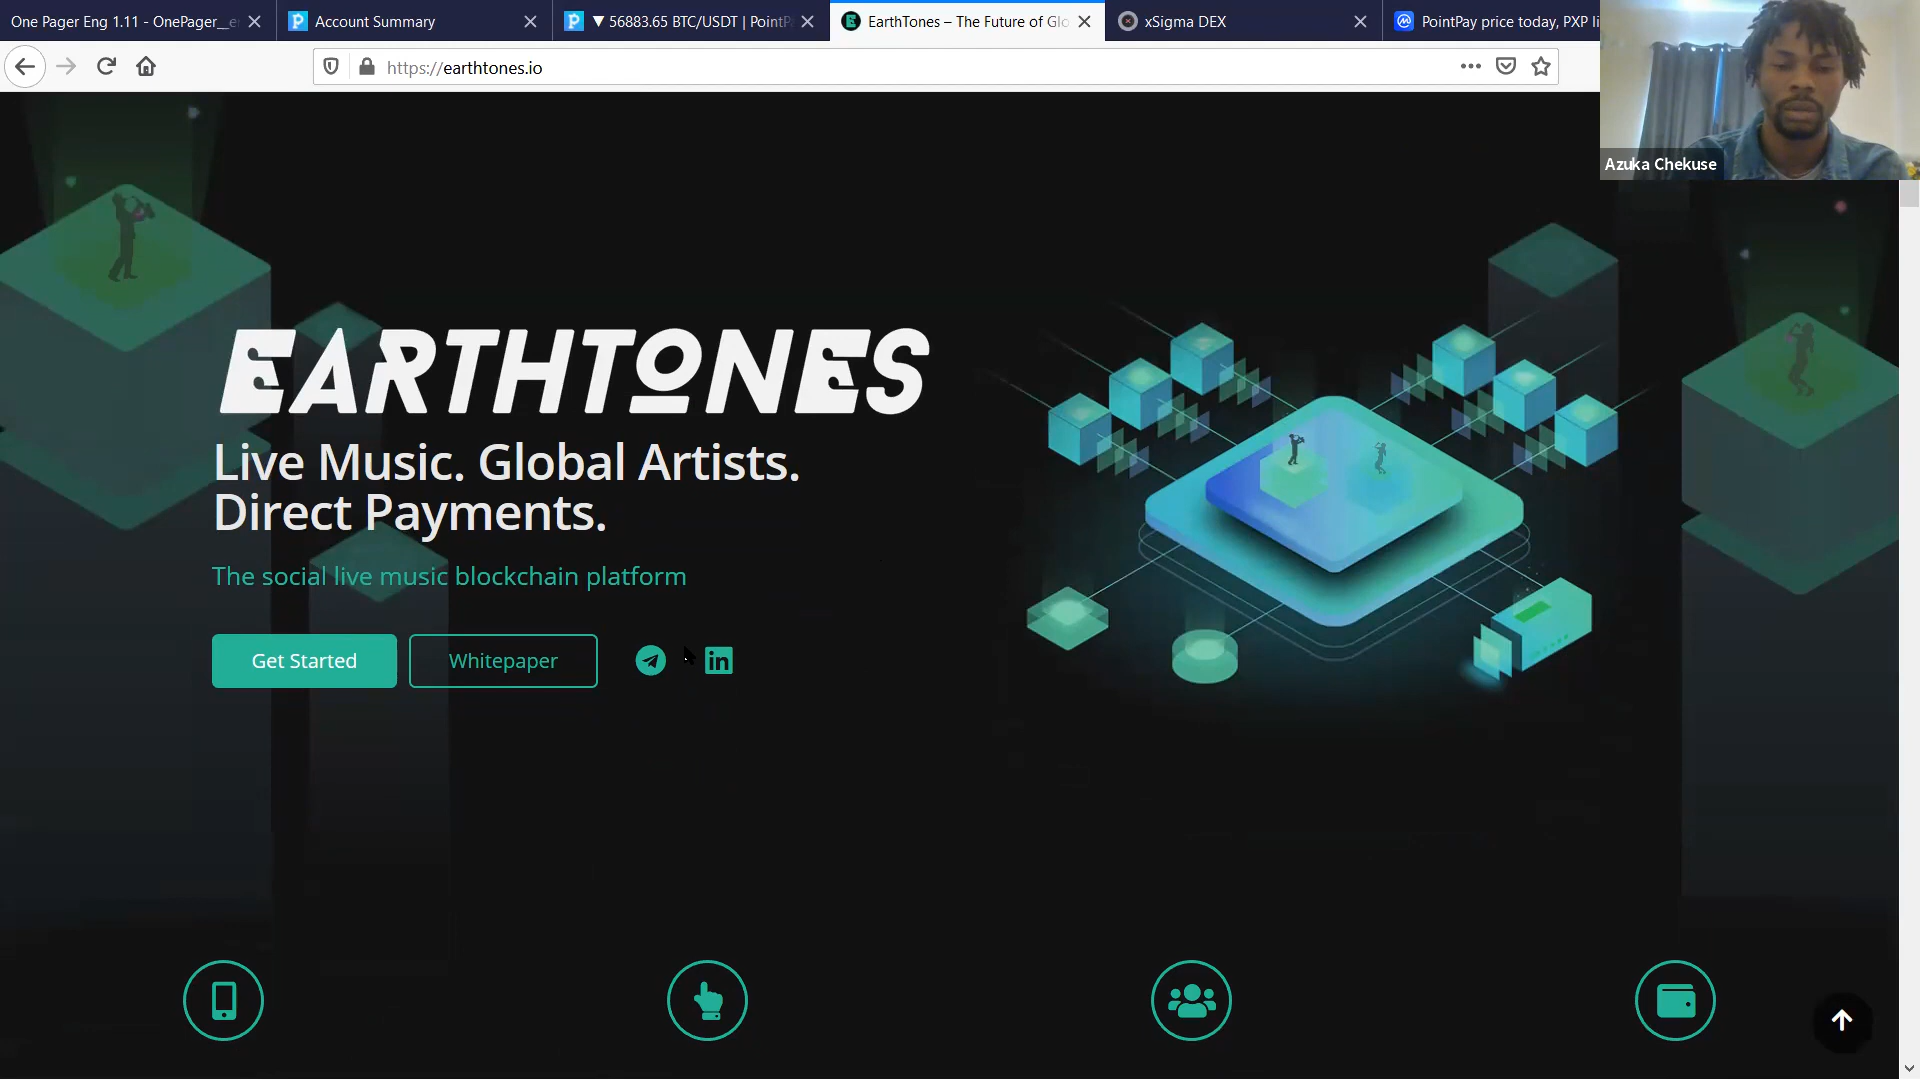 One Pager Eng 1.11 - OnePager__e
Account Summary
▼ 56883.65 BTC/USDT | PointP
EarthTones – The Future of Glo
xSigma DEX
PointPay price today, PXP li
https://earthtones.io
Azuka Chekuse
EARTHTONES
Live Music. Global Artists.
Direct Payments.
The social live music blockchain platform
Get Started
Whitepaper
in